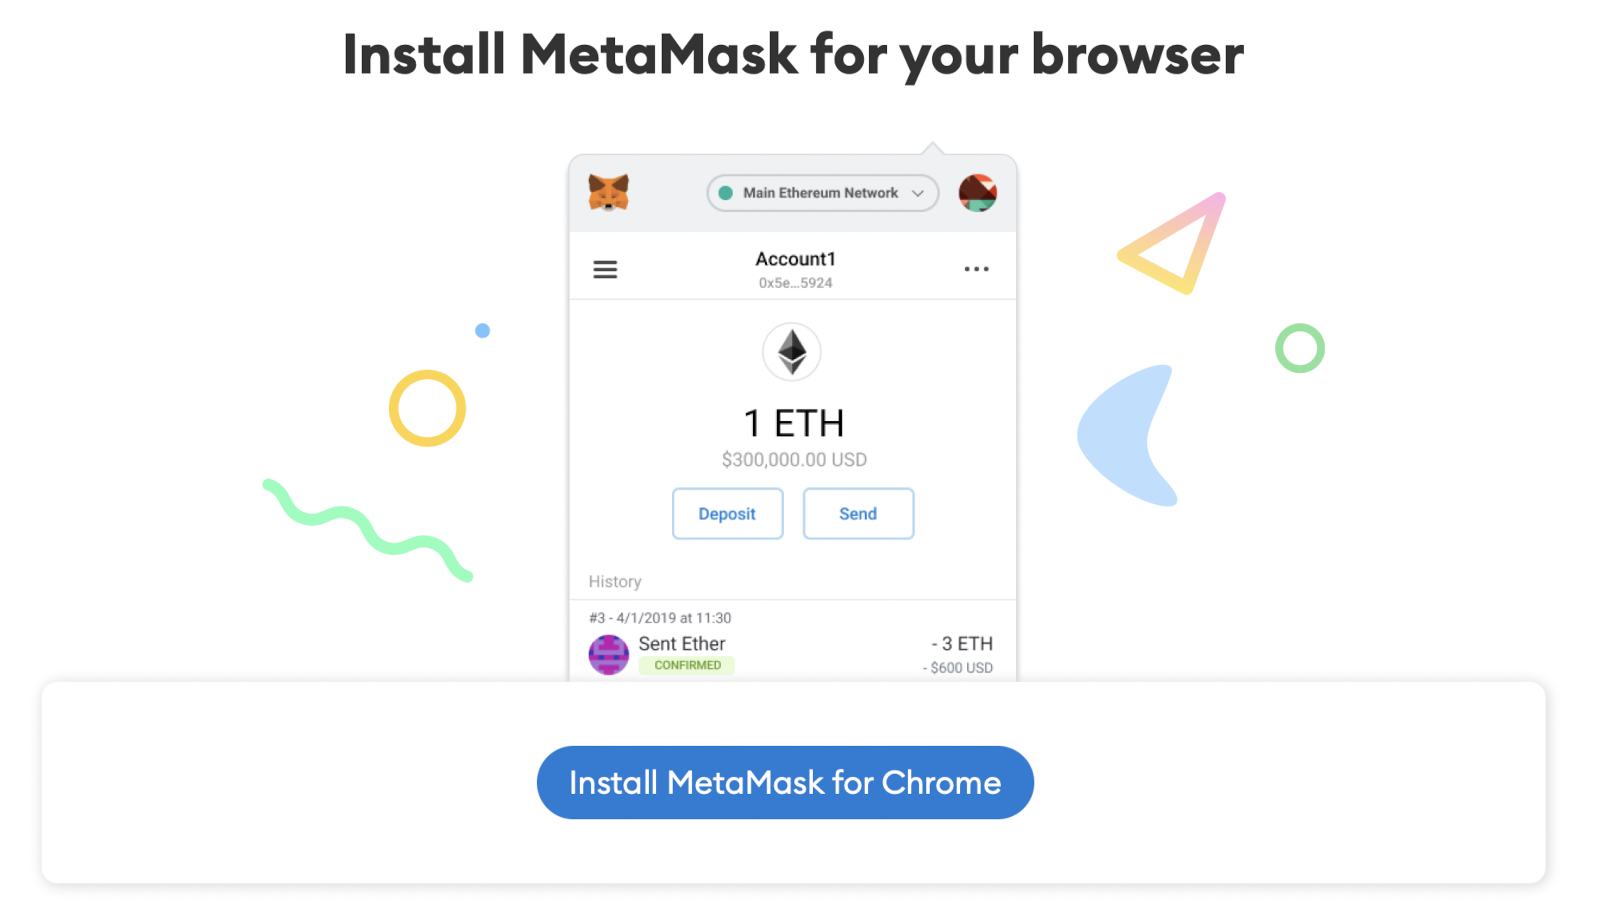 Install MetaMask for your browser
Main Ethereum Network
Account1
0x5e...5924
1 ETH
$300,000.00 USD
Deposit Send
History
#3 - 4/1/2019 at 11:30
Sent Ether - 3 ETH
CONFIRMED - $600 USD
Install MetaMask for Chrome